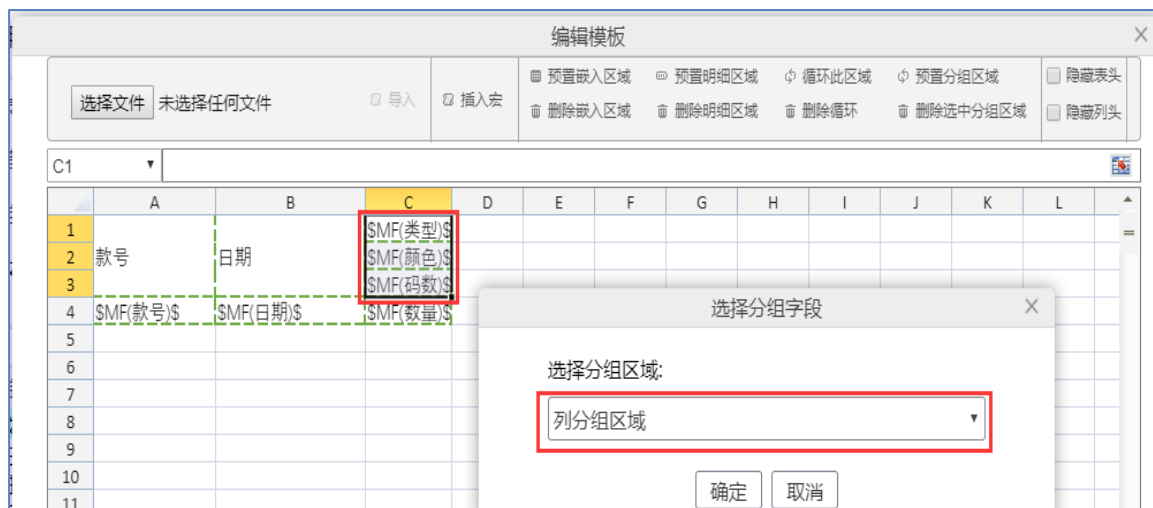 编辑模板
选择文件 未选择任何文件
导入
插入宏
预置嵌入区域 预置明细区域 循环此区域 预置分组区域
删除嵌入区域 删除明细区域 删除循环 删除选中分组区域
隐藏表头
隐藏列头
C1
A B C D E F G H I J K L
1 $MF(类型)$
2 款号 日期 $MF(颜色)$
3 $MF(码数)$
4 $MF(款号)$ $MF(日期)$ $MF(数量)$
5
6
7
8
9
10
11
选择分组字段
选择分组区域:
列分组区域
确定 取消